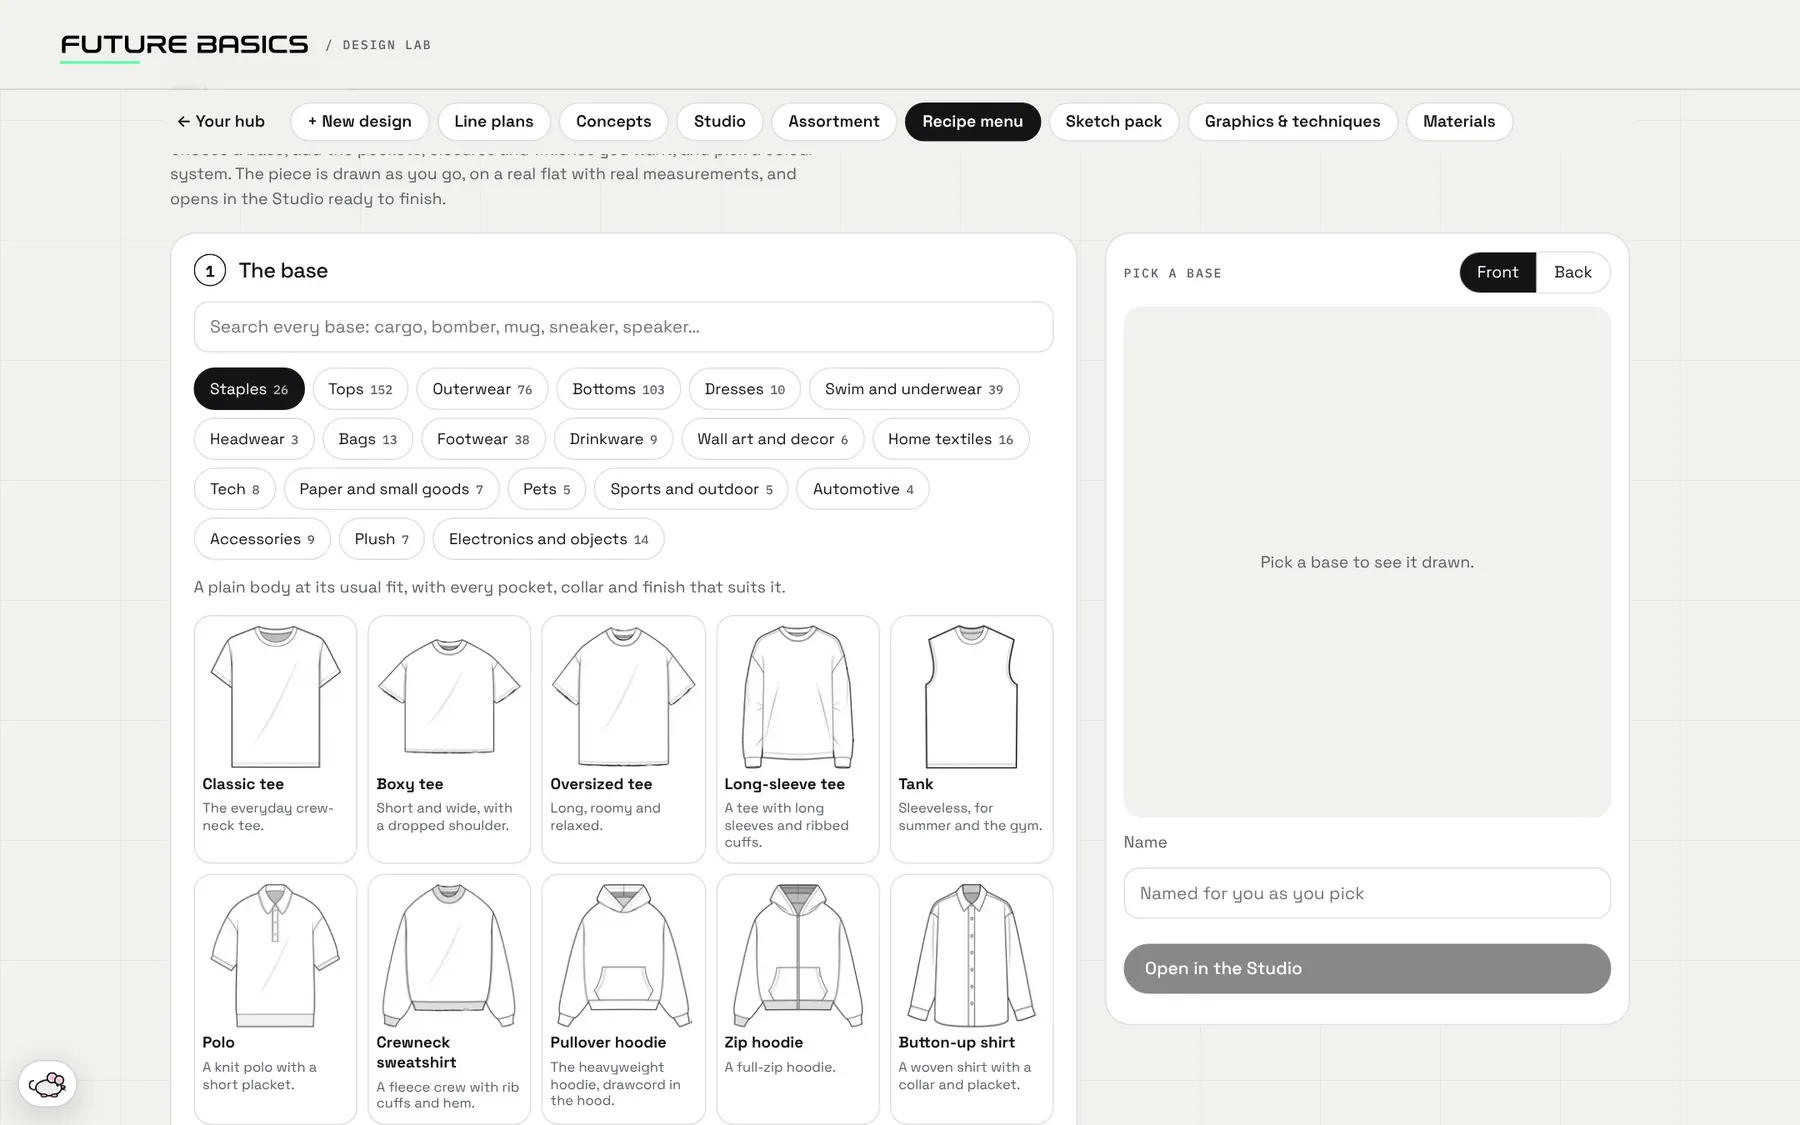 FUTURE BASICS / DESIGN LAB
← Your hub
+ New design
Line plans
Concepts
Studio
Assortment
Recipe menu
Sketch pack
Graphics & techniques
Materials
system. The piece is drawn as you go, on a real flat with real measurements, and
opens in the Studio ready to finish.
1 The base
Search every base: cargo, bomber, mug, sneaker, speaker...
Staples 26
Tops 152
Outerwear 76
Bottoms 103
Dresses 10
Swim and underwear 39
Headwear 3
Bags 13
Footwear 38
Drinkware 9
Wall art and decor 6
Home textiles 16
Tech 8
Paper and small goods 7
Pets 5
Sports and outdoor 5
Automotive 4
Accessories 9
Plush 7
Electronics and objects 14
A plain body at its usual fit, with every pocket, collar and finish that suits it.
Classic tee
The everyday crew-
neck tee.
Boxy tee
Short and wide, with
a dropped shoulder.
Oversized tee
Long, roomy and
relaxed.
Long-sleeve tee
A tee with long
sleeves and ribbed
cuffs.
Tank
Sleeveless, for
summer and the gym.
Polo
A knit polo with a
short placket.
Crewneck
sweatshirt
A fleece crew with rib
cuffs and hem.
Pullover hoodie
The heavyweight
hoodie, drawcord in
the hood.
Zip hoodie
A full-zip hoodie.
Button-up shirt
A woven shirt with a
collar and placket.
PICK A BASE
Front
Back
Pick a base to see it drawn.
Name
Named for you as you pick
Open in the Studio